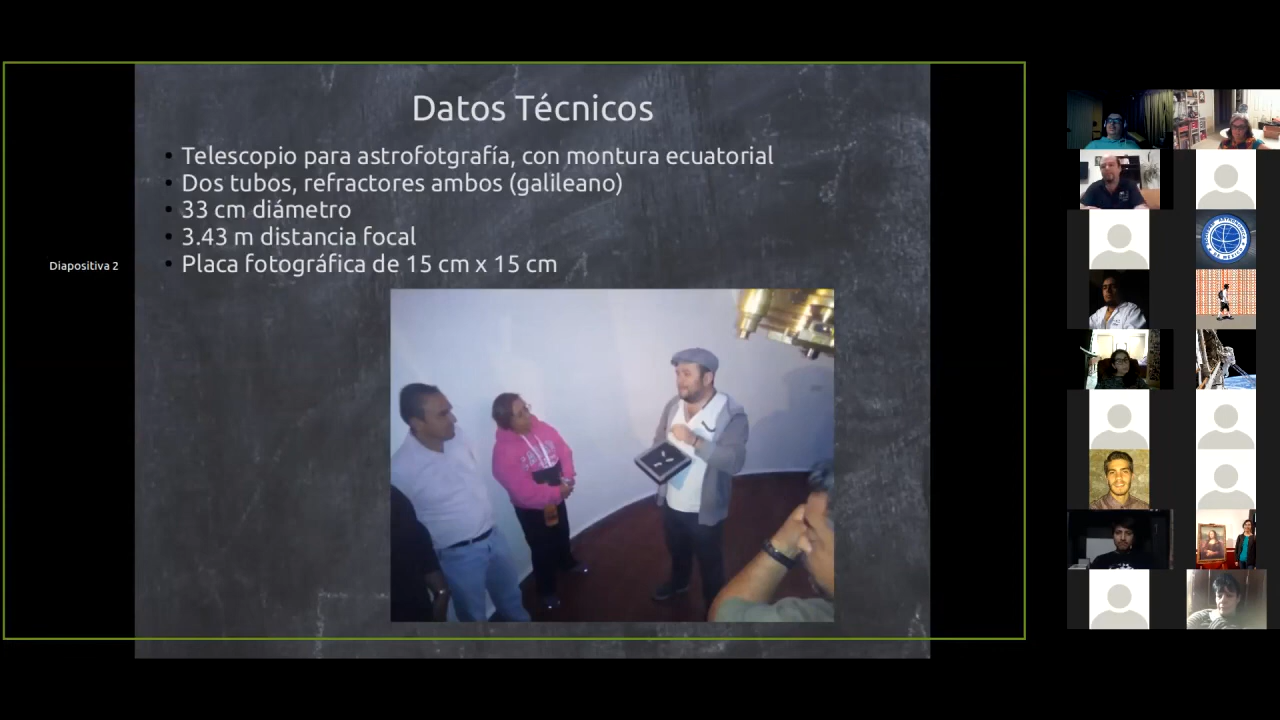 Datos Técnicos
Telescopio para astrofotgrafía, con montura ecuatorial
Dos tubos, refractores ambos (galileano)
33 cm diámetro
3.43 m distancia focal
Placa fotográfica de 15 cm x 15 cm
Diapositiva 2